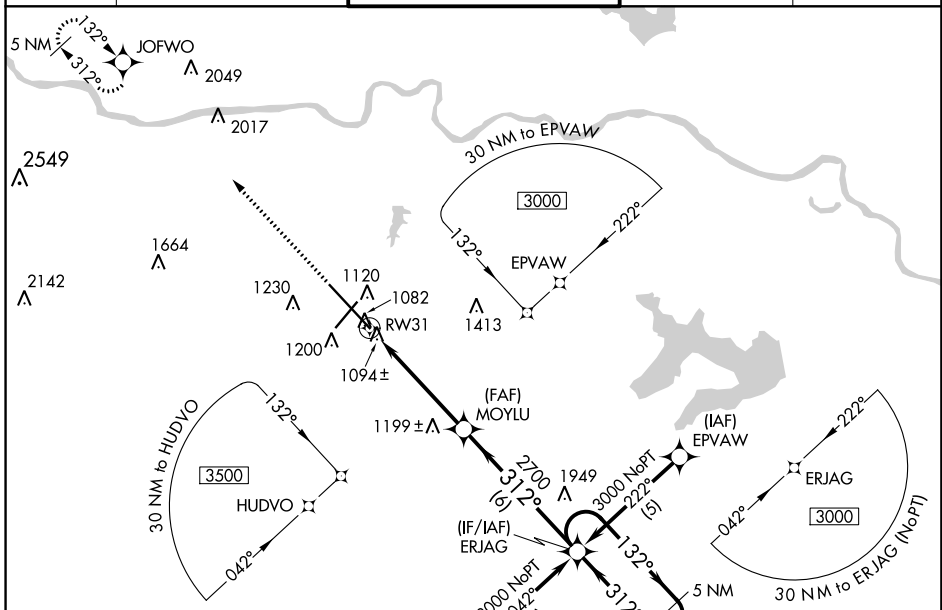 132°
5 NM
312°
JOFWO
2049
2017
2549
30 NM to EPVAW
3000
132°
222°
EPVAW
1664
2142
1230
1120
1082
RW31
1413
1200
1094±
(FAF)
MOYLU
1199±
132°
30 NM to HUDVO
3500
HUDVO
042°
2700
312°
(6)
1949
(IAF)
EPVAW
3000 NoPT
222°
(5)
(IF/IAF)
ERJAG
132°
5 NM
312°
3000 NoPT
042°
222°
ERJAG
042°
3000
30 NM to ERJAG (NoPT)